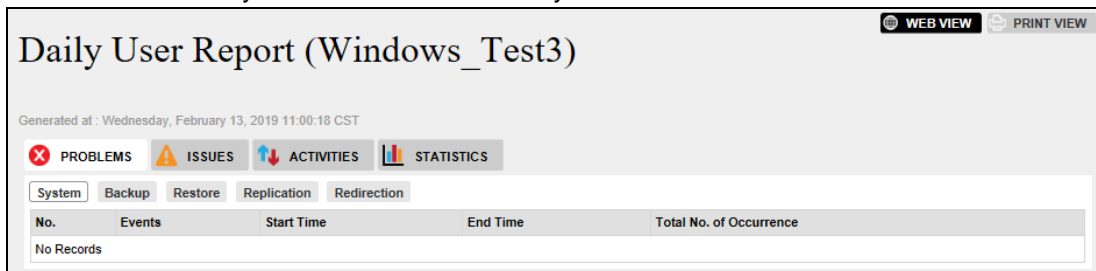 WEB VIEW PRINT VIEW
Daily User Report (Windows_Test3)
Generated at : Wednesday, February 13, 2019 11:00:18 CST
PROBLEMS ISSUES ACTIVITIES STATISTICS
System Backup Restore Replication Redirection
No. Events Start Time End Time Total No. of Occurrence
No Records